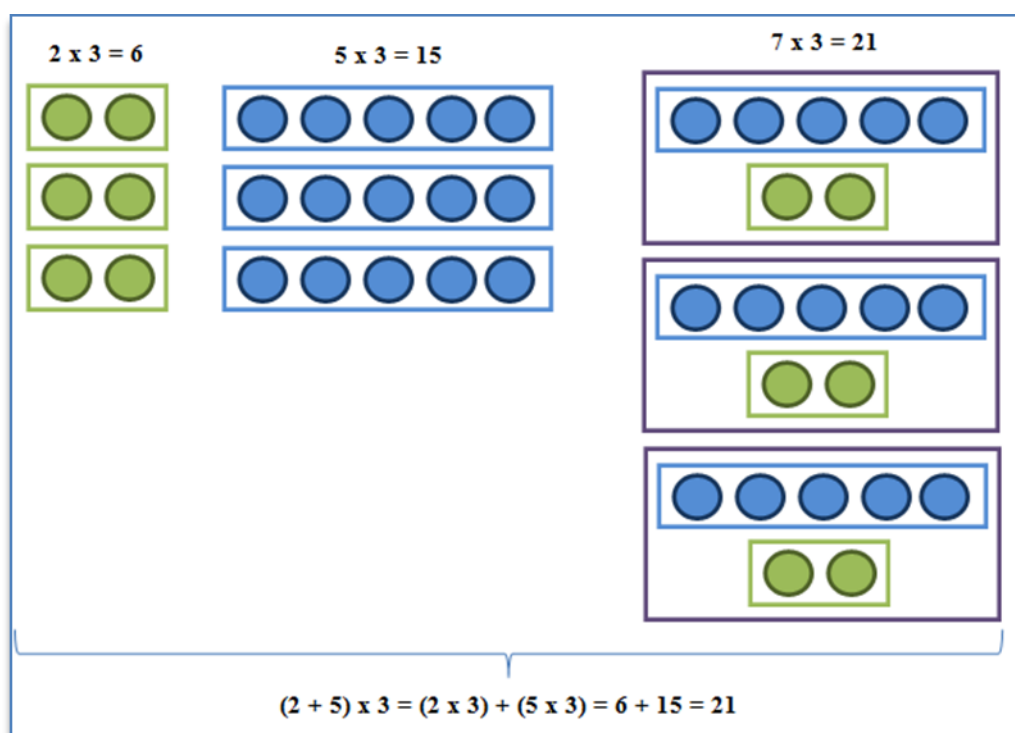 2 x 3 = 6
5 x 3 = 15
7 x 3 = 21
(2 + 5) x 3 = (2 x 3) + (5 x 3) = 6 + 15 = 21